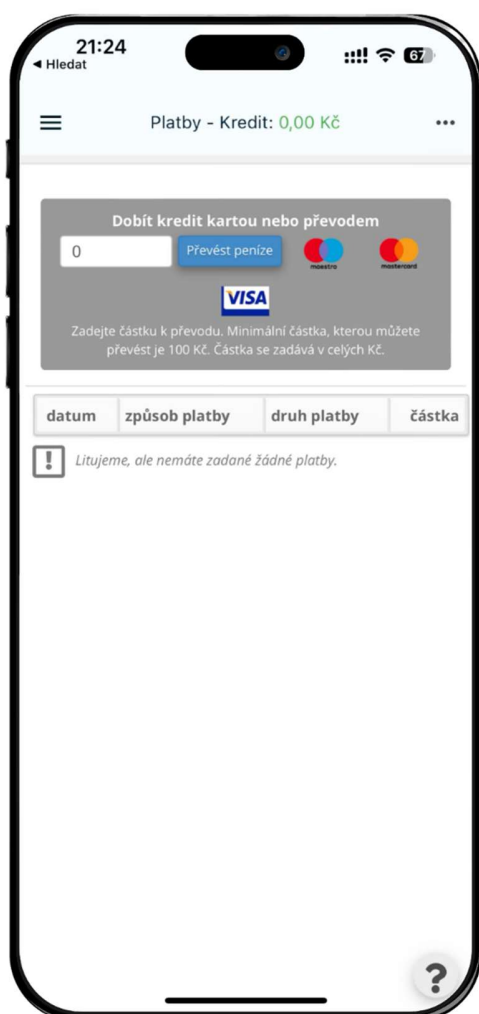 21:24
◀ Hledat
67
Platby - Kredit: 0,00 Kč
Dobít kredit kartou nebo převodem
0
Převést peníze
maestro
mastercard
VISA
Zadejte částku k převodu. Minimální částka, kterou můžete
převést je 100 Kč. Částka se zadává v celých Kč.
datum způsob platby druh platby částka
! Litujeme, ale nemáte zadané žádné platby.
?